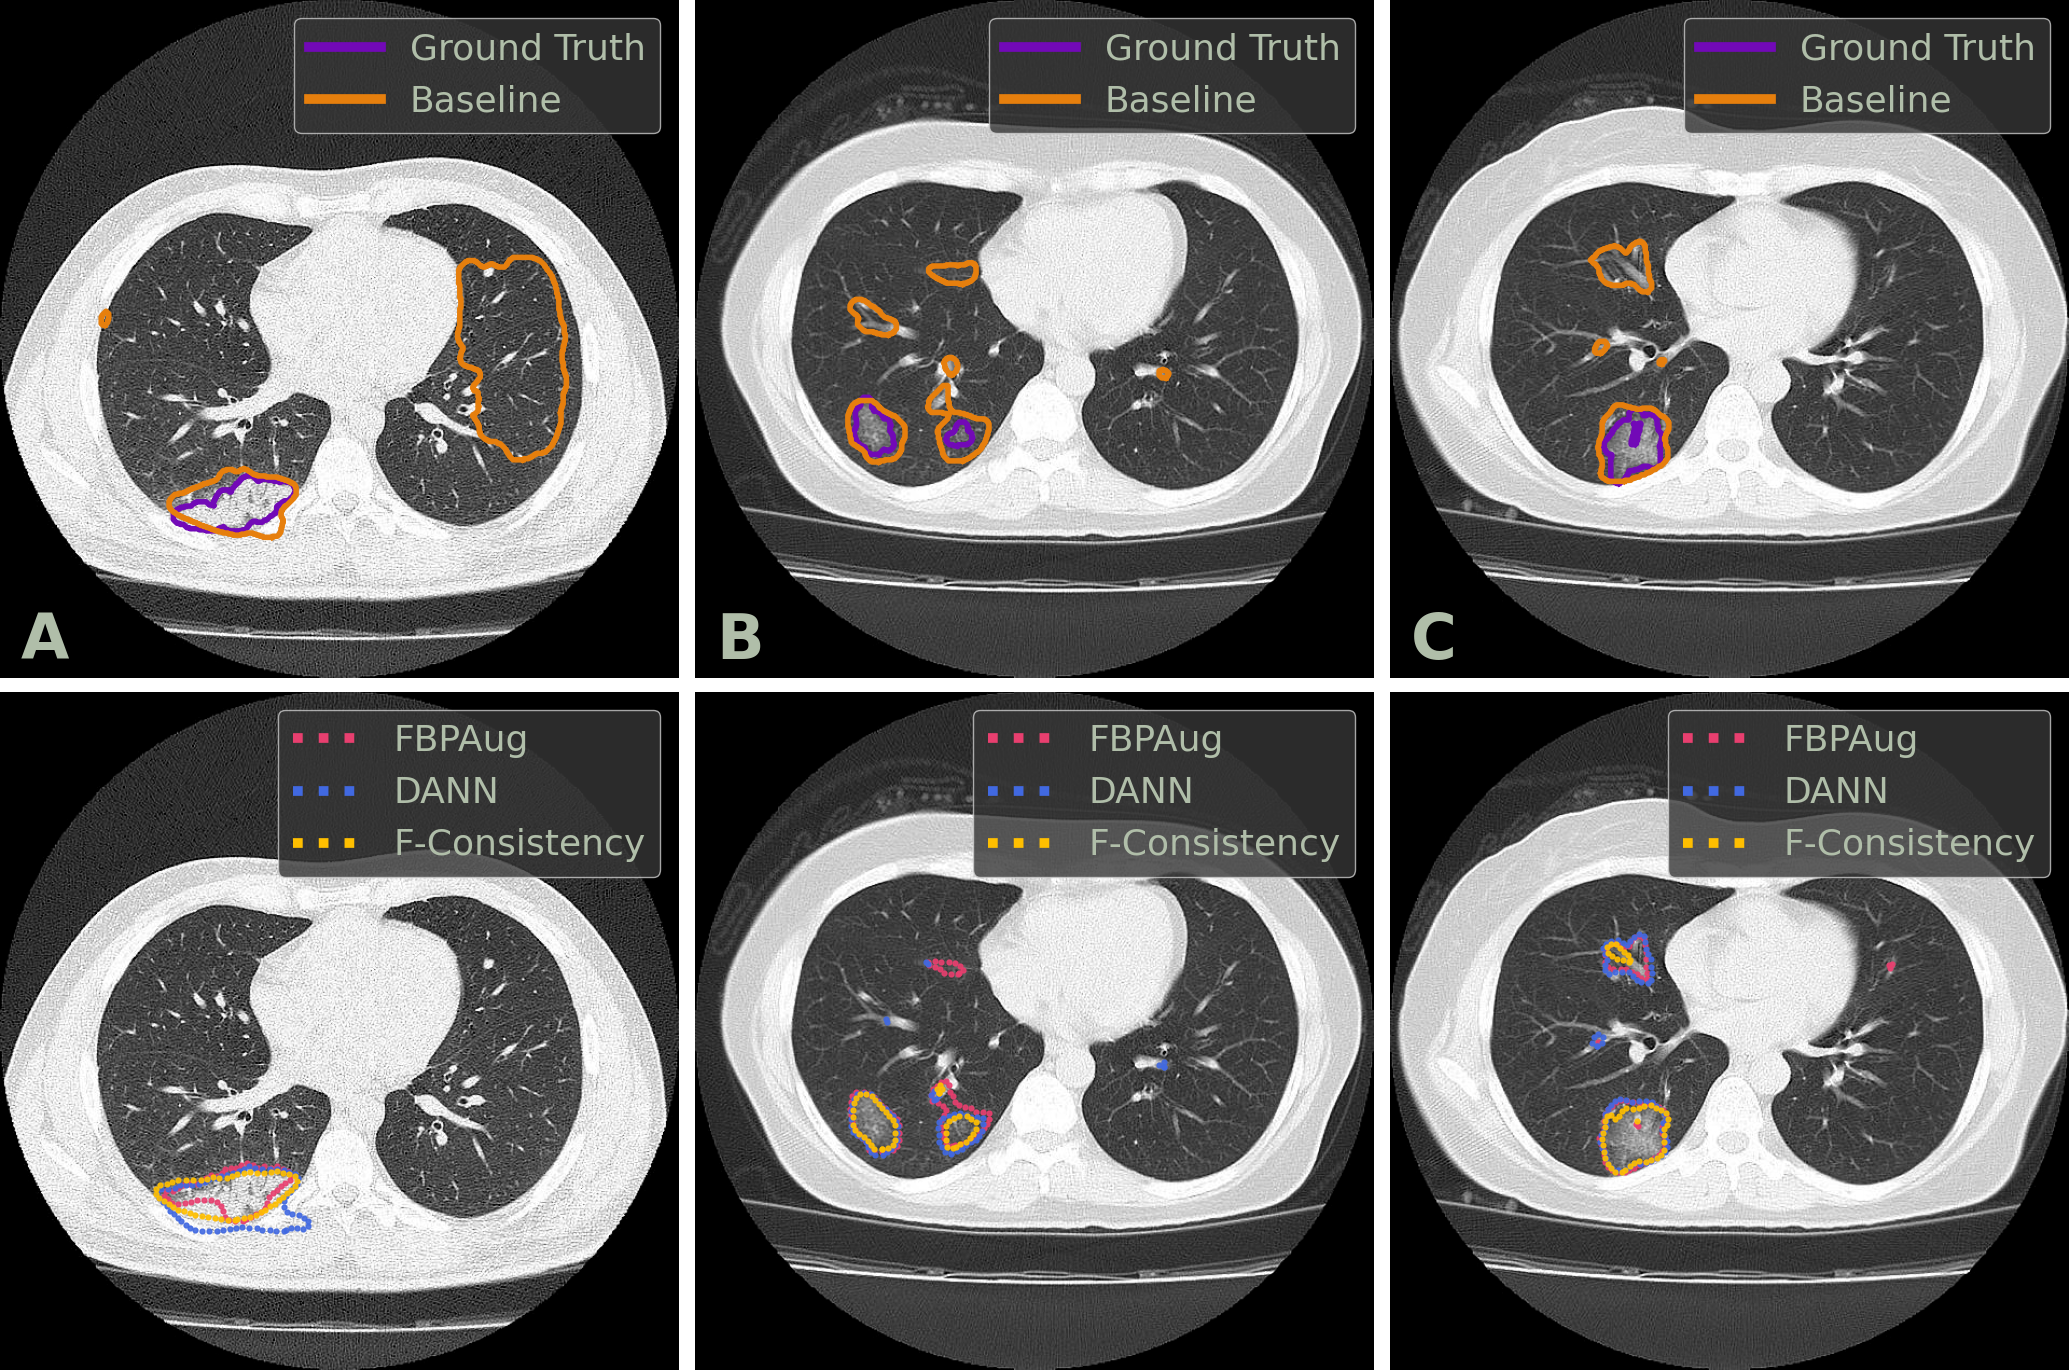 Ground Truth
Baseline
A
Ground Truth
Baseline
B
Ground Truth
Baseline
C
FBPAug
DANN
F-Consistency
FBPAug
DANN
F-Consistency
FBPAug
DANN
F-Consistency